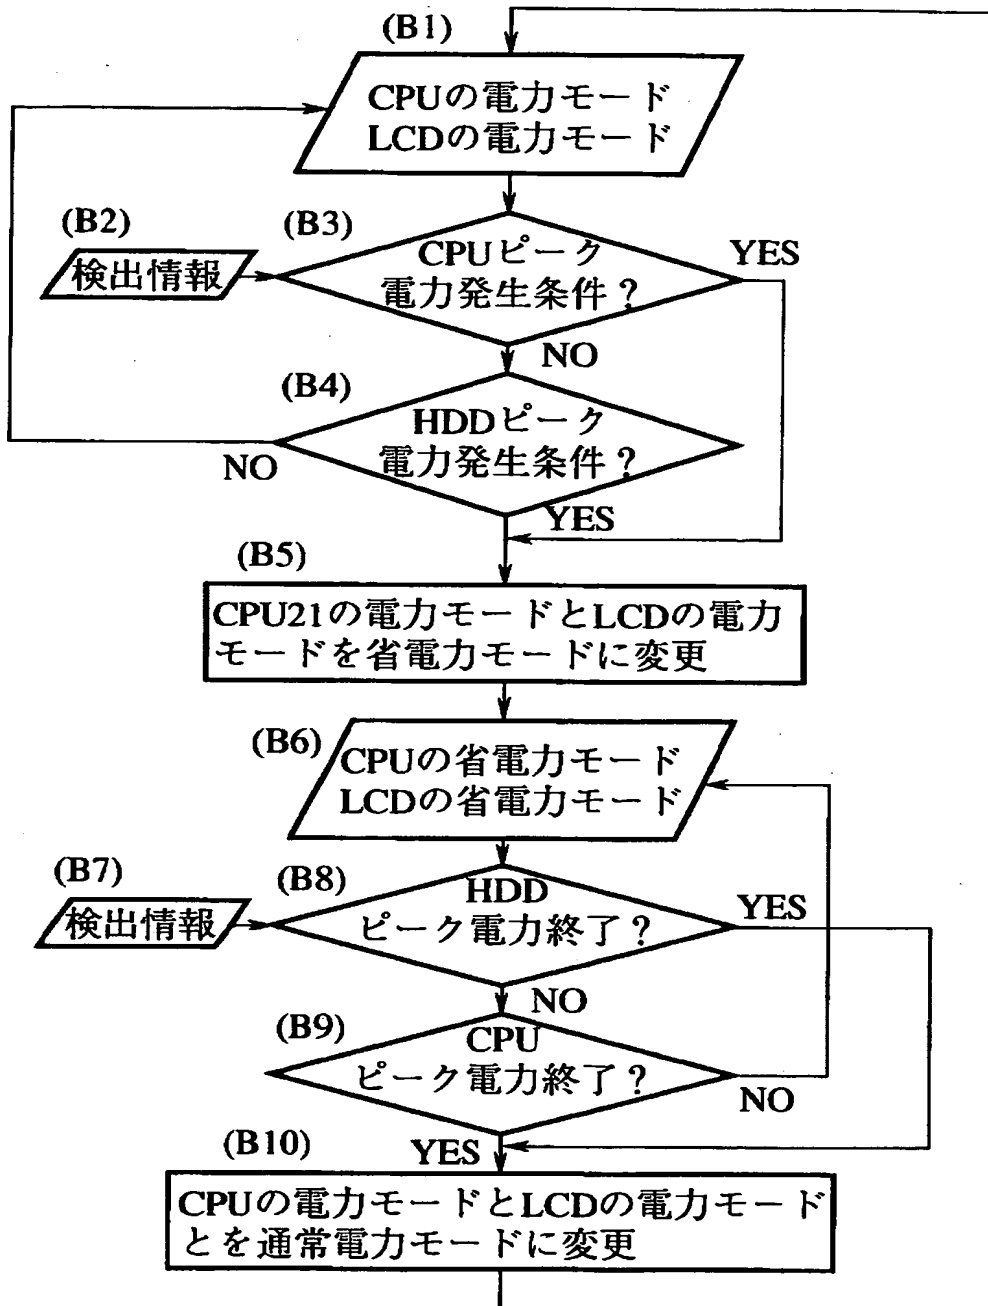 (B1)
CPUの電力モード
LCDの電力モード
(B2)
検出情報
(B3)
CPUピーク
電力発生条件?
YES
NO
(B4)
HDDピーク
電力発生条件?
NO
YES
(B5)
CPU21の電力モードとLCDの電力
モードを省電力モードに変更
(B6)
CPUの省電力モード
LCDの省電力モード
(B7)
検出情報
(B8)
HDD
ピーク電力終了?
YES
NO
(B9)
CPU
ピーク電力終了?
NO
YES
(B10)
CPUの電力モードとLCDの電力モード
とを通常電力モードに変更